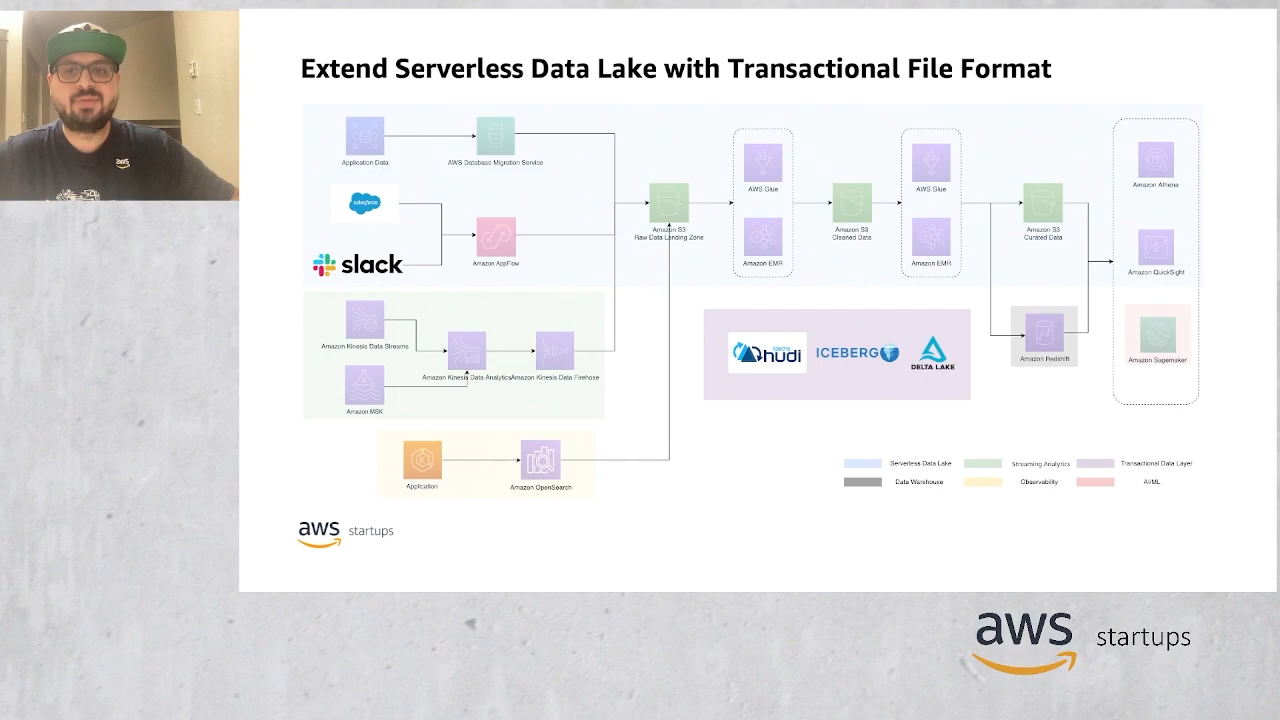 aws
Extend Serverless Data Lake with Transactional File Format
Application Data
AWS Database Migration Service
salesforce
slack
Amazon AppFlow
Amazon S3
Raw Data Landing Zone
AWS Glue
Amazon EMR
Amazon S3
Cleaned Data
AWS Glue
Amazon EMR
Amazon S3
Curated Data
Amazon Athena
Amazon QuickSight
Amazon Sagemaker
Amazon Redshift
Amazon Kinesis Data Streams
Amazon MSK
Amazon Kinesis Data Analytics
Amazon Kinesis Data Firehose
APACHE
hudi
ICEBERG
DELTA LAKE
Application
Amazon OpenSearch
Serverless Data Lake
Streaming Analytics
Transactional Data Layer
Data Warehouse
Observability
AI/ML
aws startups
aws startups